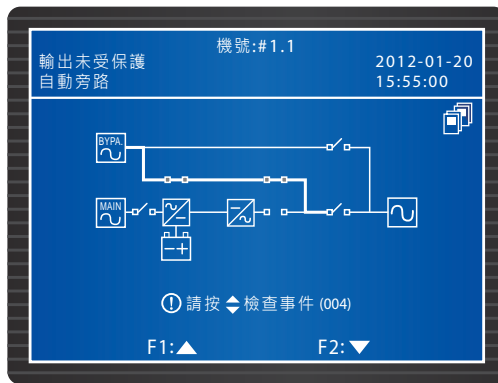 機號:#1.1
輸出未受保護
2012-01-20
自動旁路
15:55:00
BYPA.
MAIN
請按 檢查事件 (004)
F1:▲ F2:▼